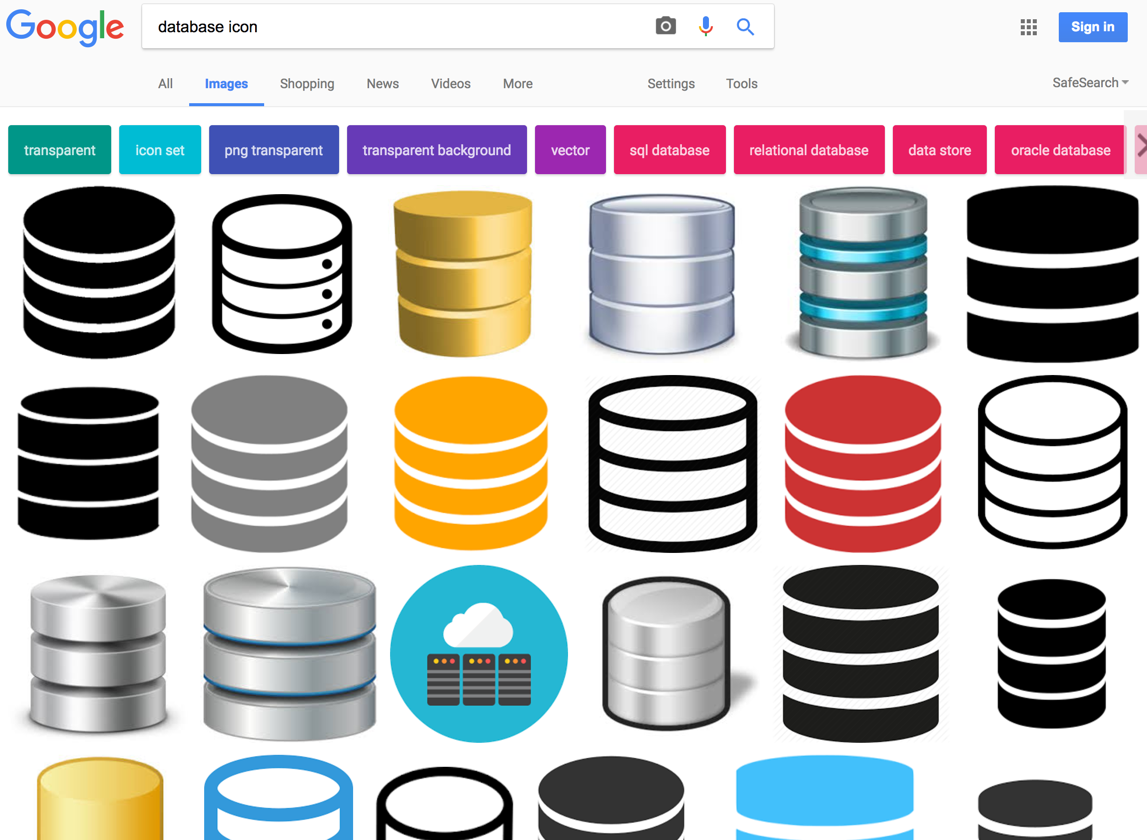 Google
database icon
Sign in
All
Images
Shopping
News
Videos
More
Settings
Tools
SafeSearch
transparent
icon set
png transparent
transparent background
vector
sql database
relational database
data store
oracle database